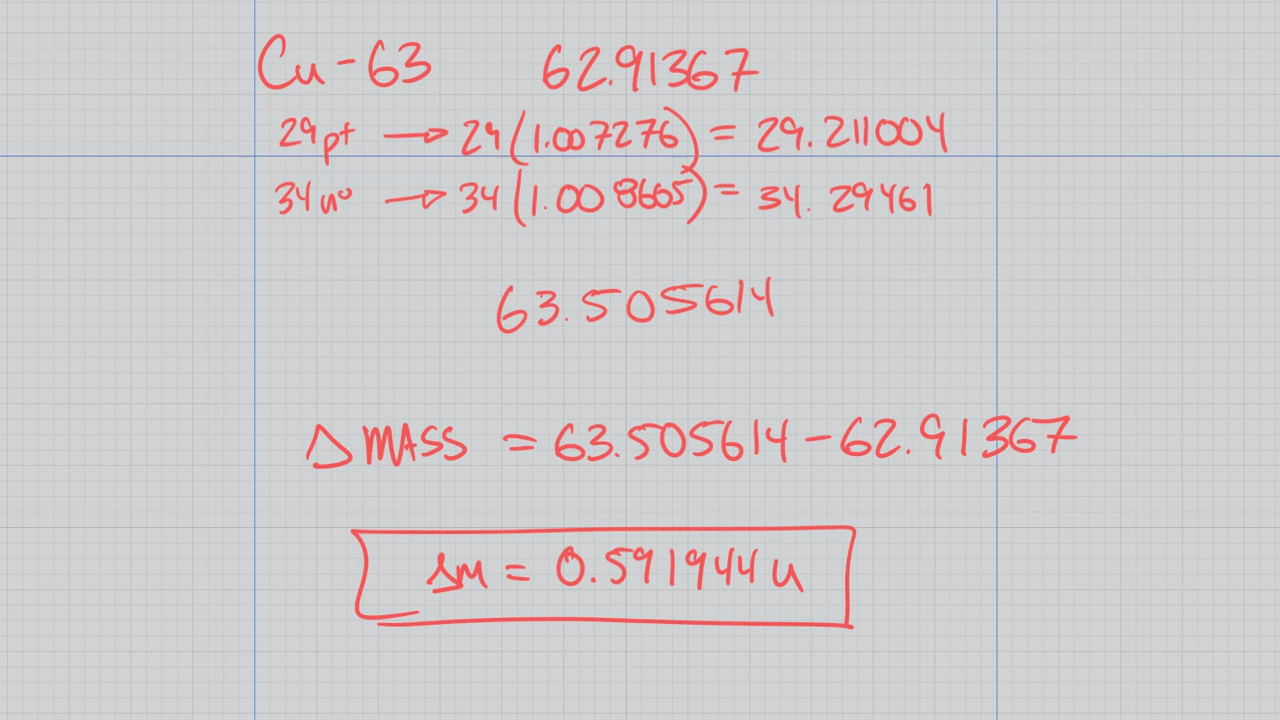 Cu-63 62.91367
29p+ → 29(1.007276) = 29.211004
34n⁰ → 34(1.008665) = 34.29461
63.505614
ΔMASS = 63.505614 - 62.91367
Δm = 0.591944 u